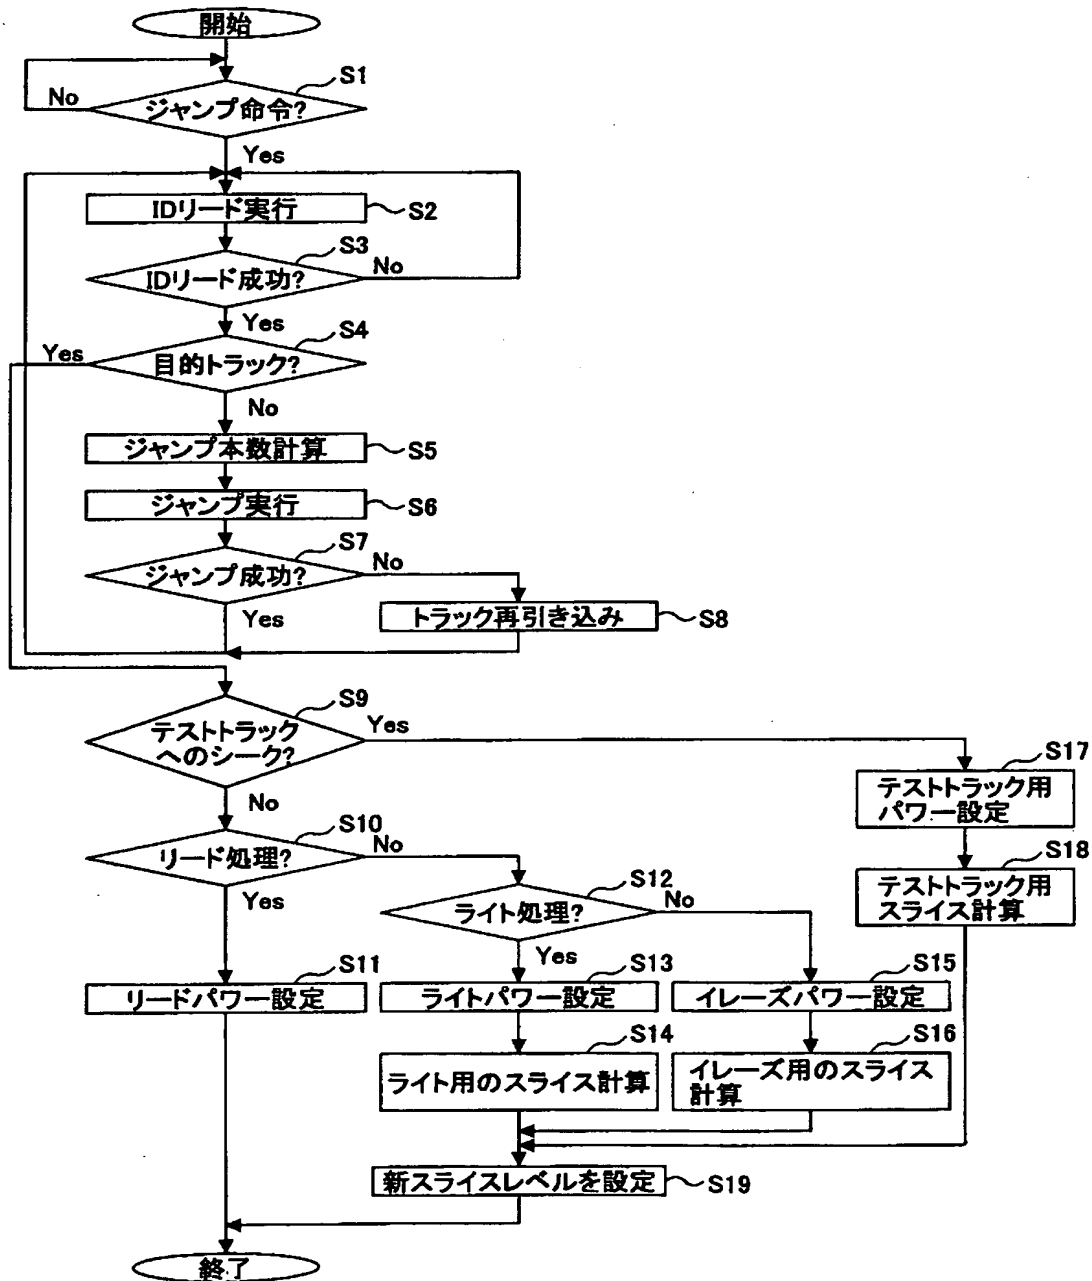 開始
S1
No
ジャンプ命令?
Yes
IDリード実行
S2
S3
IDリード成功?
No
Yes
S4
Yes
目的トラック?
No
ジャンプ本数計算
S5
ジャンプ実行
S6
S7
ジャンプ成功?
No
Yes
トラック再引き込み
S8
S9
テストトラック
へのシーク?
Yes
No
S17
テストトラック用
パワー設定
S10
リード処理?
No
Yes
S18
テストトラック用
スライス計算
S12
ライト処理?
No
Yes
S11
リードパワー設定
S13
ライトパワー設定
S15
イレーズパワー設定
S14
ライト用のスライス計算
S16
イレーズ用のスライス
計算
新スライスレベルを設定
S19
終了